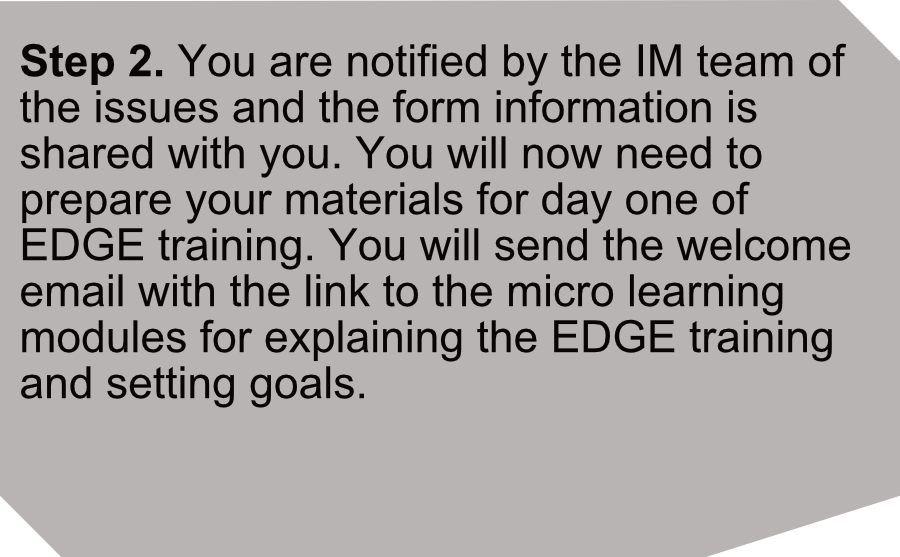 Step 2. You are notified by the IM team of
the issues and the form information is
shared with you. You will now need to
prepare your materials for day one of
EDGE training. You will send the welcome
email with the link to the micro learning
modules for explaining the EDGE training
and setting goals.